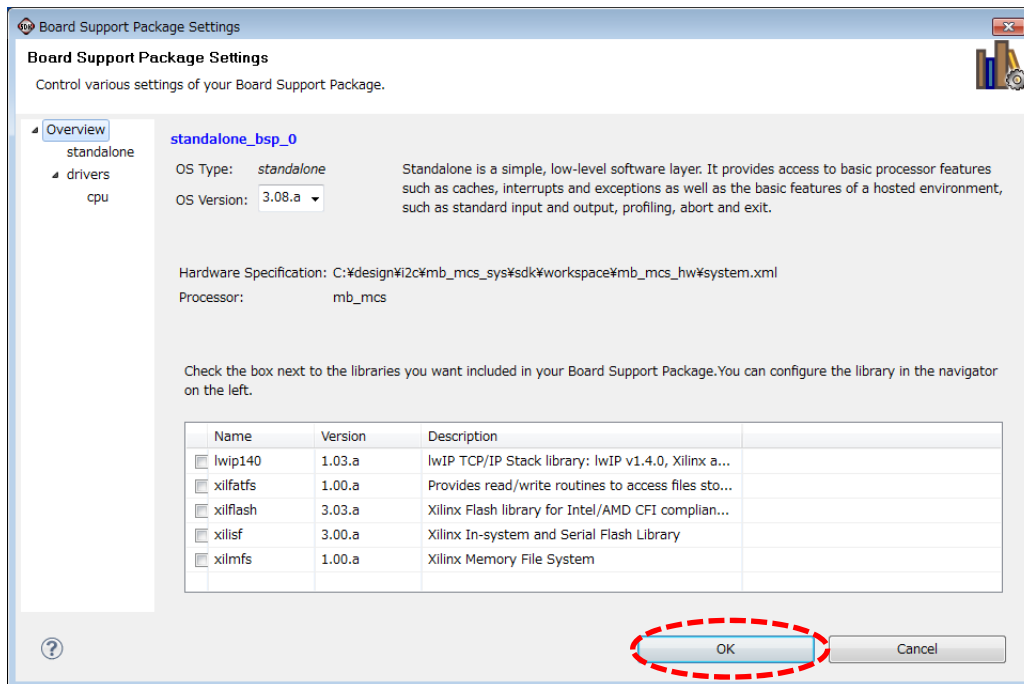 Board Support Package Settings
Board Support Package Settings
Control various settings of your Board Support Package.
Overview
standalone
drivers
cpu
standalone_bsp_0
OS Type: standalone
OS Version: 3.08.a
Standalone is a simple, low-level software layer. It provides access to basic processor features
such as caches, interrupts and exceptions as well as the basic features of a hosted environment,
such as standard input and output, profiling, abort and exit.
Hardware Specification: C:¥design¥i2c¥mb_mcs_sys¥sdk¥workspace¥mb_mcs_hw¥system.xml
Processor: mb_mcs
Check the box next to the libraries you want included in your Board Support Package.You can configure the library in the navigator
on the left.
Name Version Description
lwip140 1.03.a lwIP TCP/IP Stack library: lwIP v1.4.0, Xilinx a...
xilfatfs 1.00.a Provides read/write routines to access files sto...
xilflash 3.03.a Xilinx Flash library for Intel/AMD CFI complian...
xilisf 3.00.a Xilinx In-system and Serial Flash Library
xilmfs 1.00.a Xilinx Memory File System
?
OK Cancel